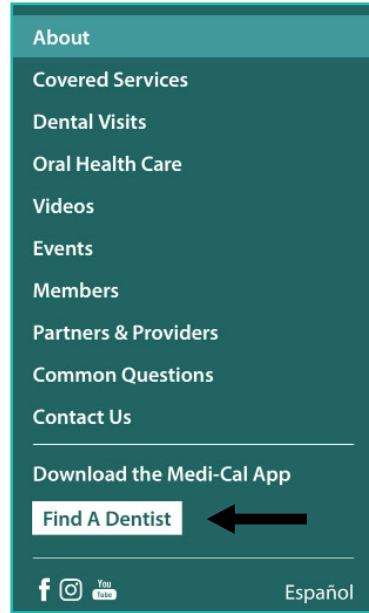 About
Covered Services
Dental Visits
Oral Health Care
Videos
Events
Members
Partners & Providers
Common Questions
Contact Us
Download the Medi-Cal App
Find A Dentist
f You Tube Español